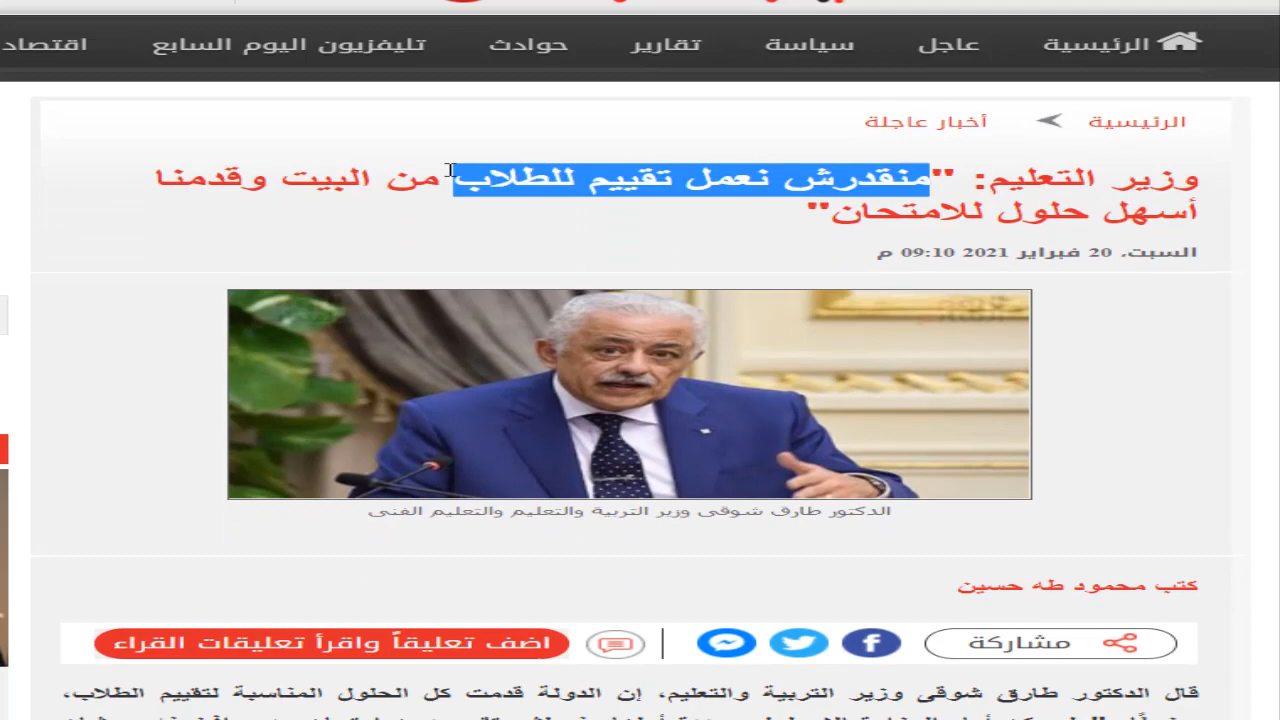 الرئيسية عاجل سياسة تقارير حوادث تليفزيون اليوم السابع اقتصاد
الرئيسية أخبار عاجلة
وزير التعليم: "منقدرش نعمل تقييم للطلاب من البيت وقدمنا
أسهل حلول للامتحان"
السبت، 20 فبراير 2021 09:10 م
الدكتور طارق شوقى وزير التربية والتعليم والتعليم الفنى
كتب محمود طه حسين
مشاركة
اضف تعليقاً واقرأ تعليقات القراء
قال الدكتور طارق شوقى وزير التربية والتعليم، إن الدولة قدمت كل الحلول المناسبة لتقييم الطلاب،